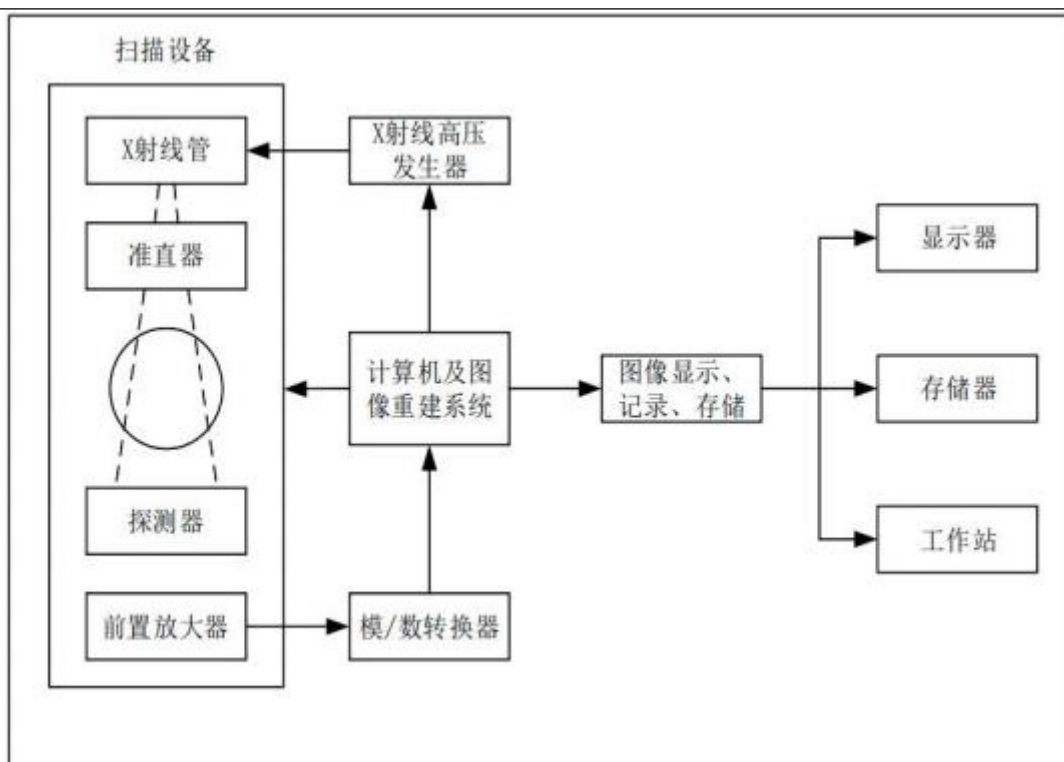 扫描设备
X射线管
准直器
探测器
前置放大器
X射线高压
发生器
计算机及图
像重建系统
模/数转换器
图像显示、
记录、存储
显示器
存储器
工作站